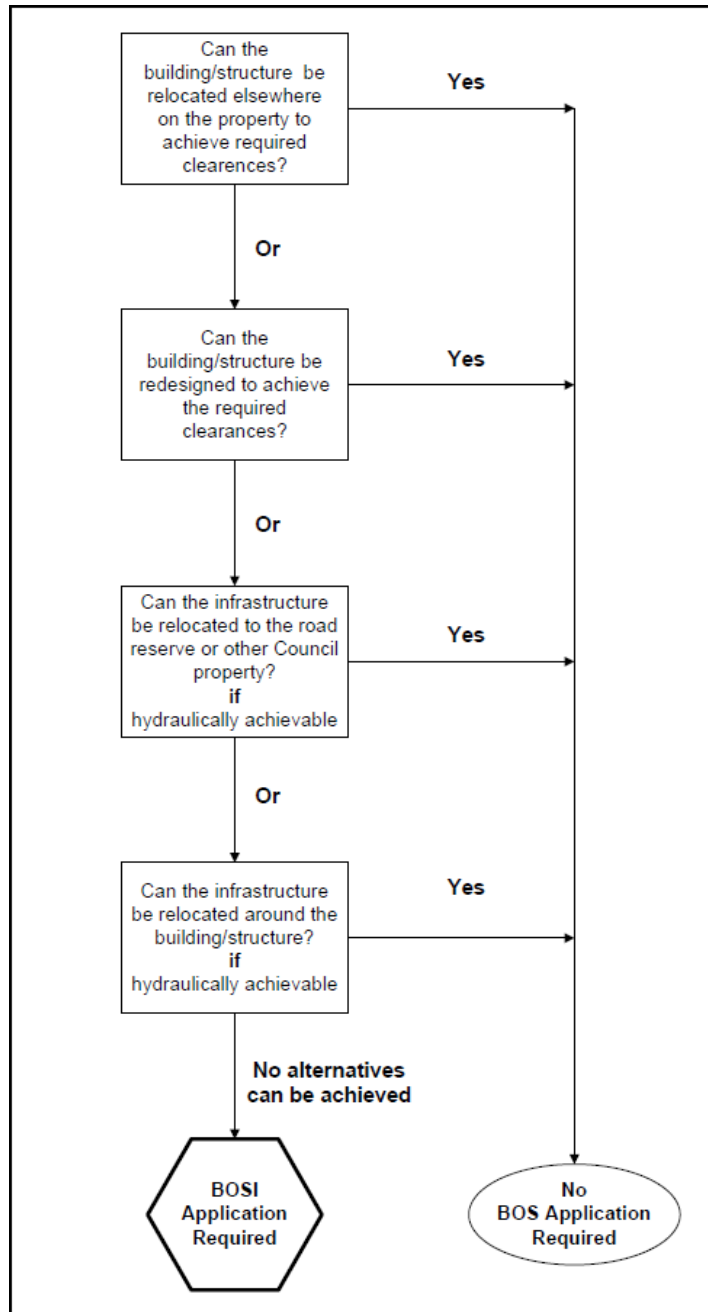 Can the
building/structure be
relocated elsewhere
on the property to
achieve required
clearences?
Yes
Or
Can the
building/structure be
redesigned to achieve
the required
clearances?
Yes
Or
Can the infrastructure
be relocated to the road
reserve or other Council
property?
if
hydraulically achievable
Yes
Or
Can the infrastructure
be relocated around the
building/structure?
if
hydraulically achievable
Yes
No alternatives
can be achieved
BOSI
Application
Required
No
BOS Application
Required